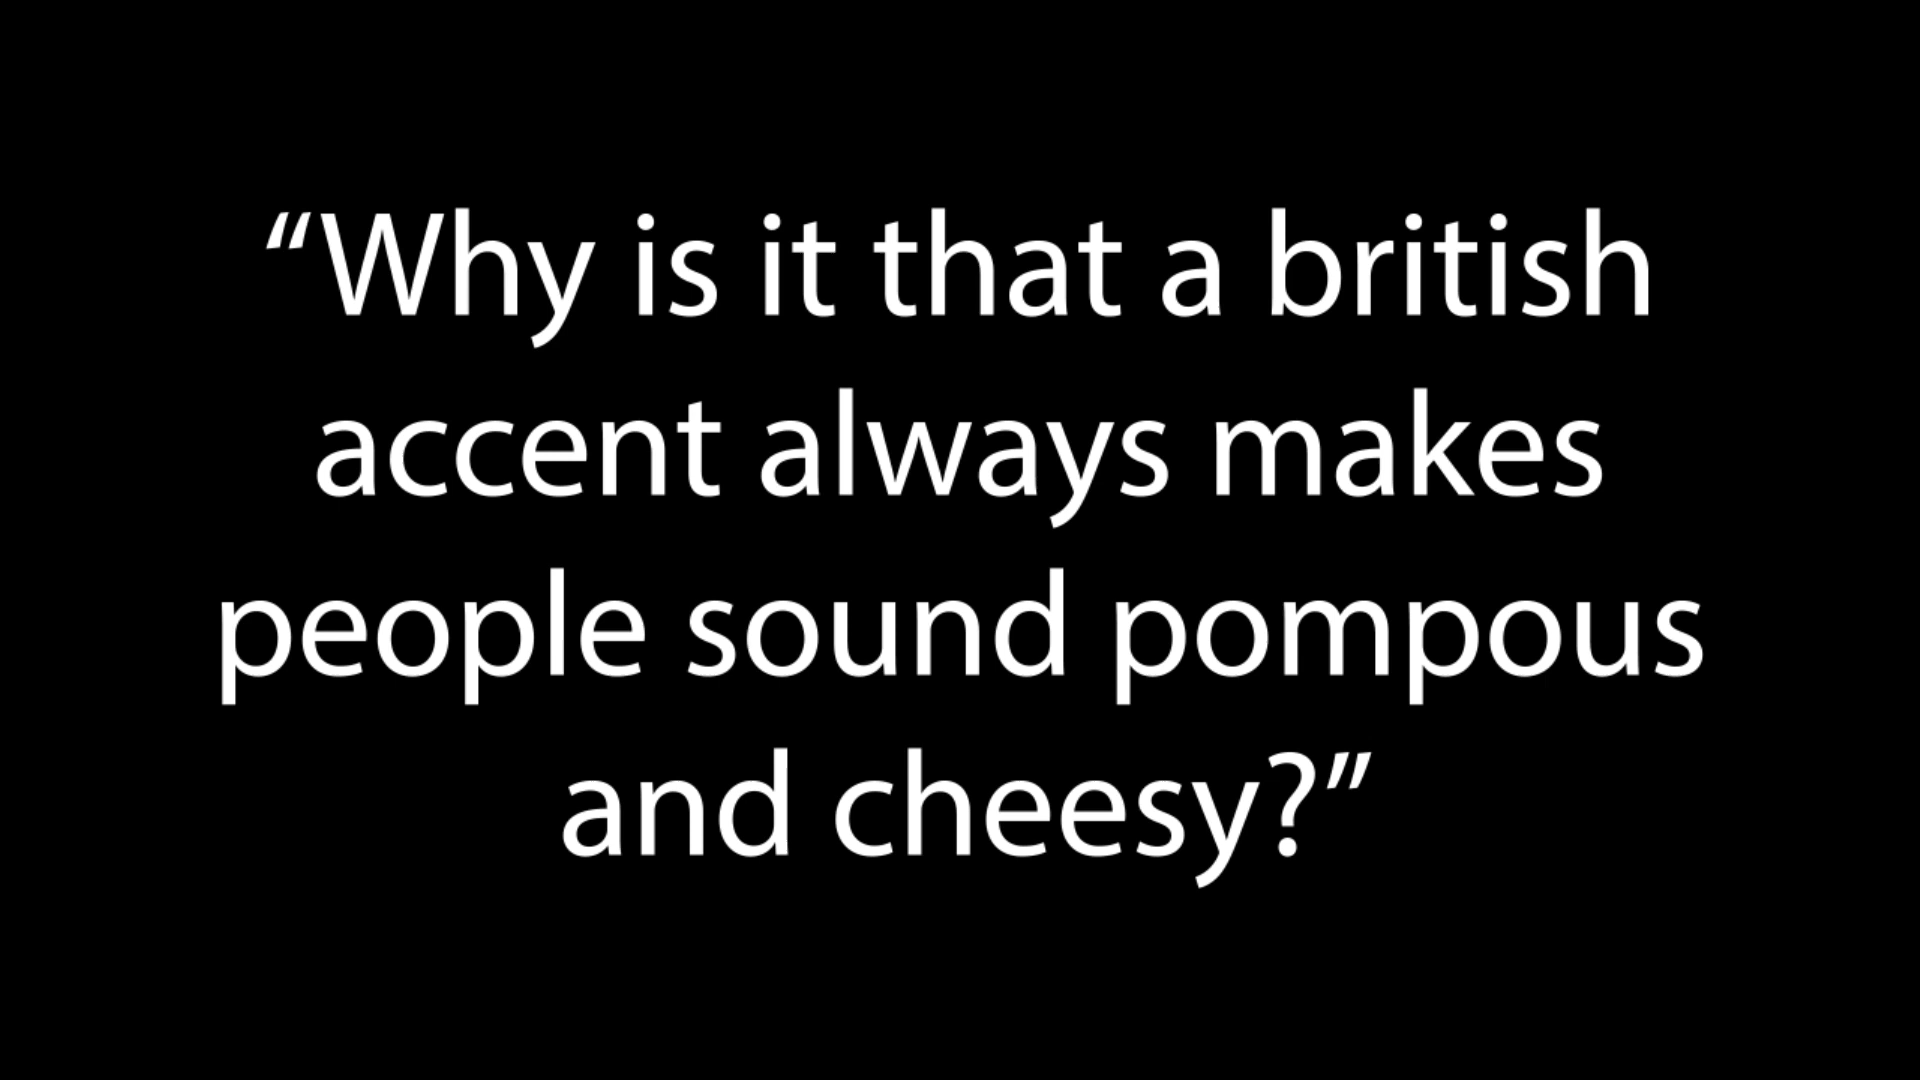 “Why is it that a british
accent always makes
people sound pompous
and cheesy?”